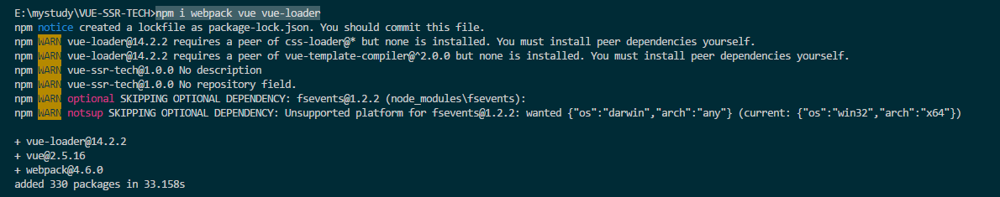 E:\mystudy\VUE-SSR-TECH>npm i webpack vue vue-loader
npm notice created a lockfile as package-lock.json. You should commit this file.
npm WARN vue-loader@14.2.2 requires a peer of css-loader@* but none is installed. You must install peer dependencies yourself.
npm WARN vue-loader@14.2.2 requires a peer of vue-template-compiler@^2.0.0 but none is installed. You must install peer dependencies yourself.
npm WARN vue-ssr-tech@1.0.0 No description
npm WARN vue-ssr-tech@1.0.0 No repository field.
npm WARN optional SKIPPING OPTIONAL DEPENDENCY: fsevents@1.2.2 (node_modules\fsevents):
npm WARN notsup SKIPPING OPTIONAL DEPENDENCY: Unsupported platform for fsevents@1.2.2: wanted {"os":"darwin","arch":"any"} (current: {"os":"win32","arch":"x64"})
+ vue-loader@14.2.2
+ vue@2.5.16
+ webpack@4.6.0
added 330 packages in 33.158s